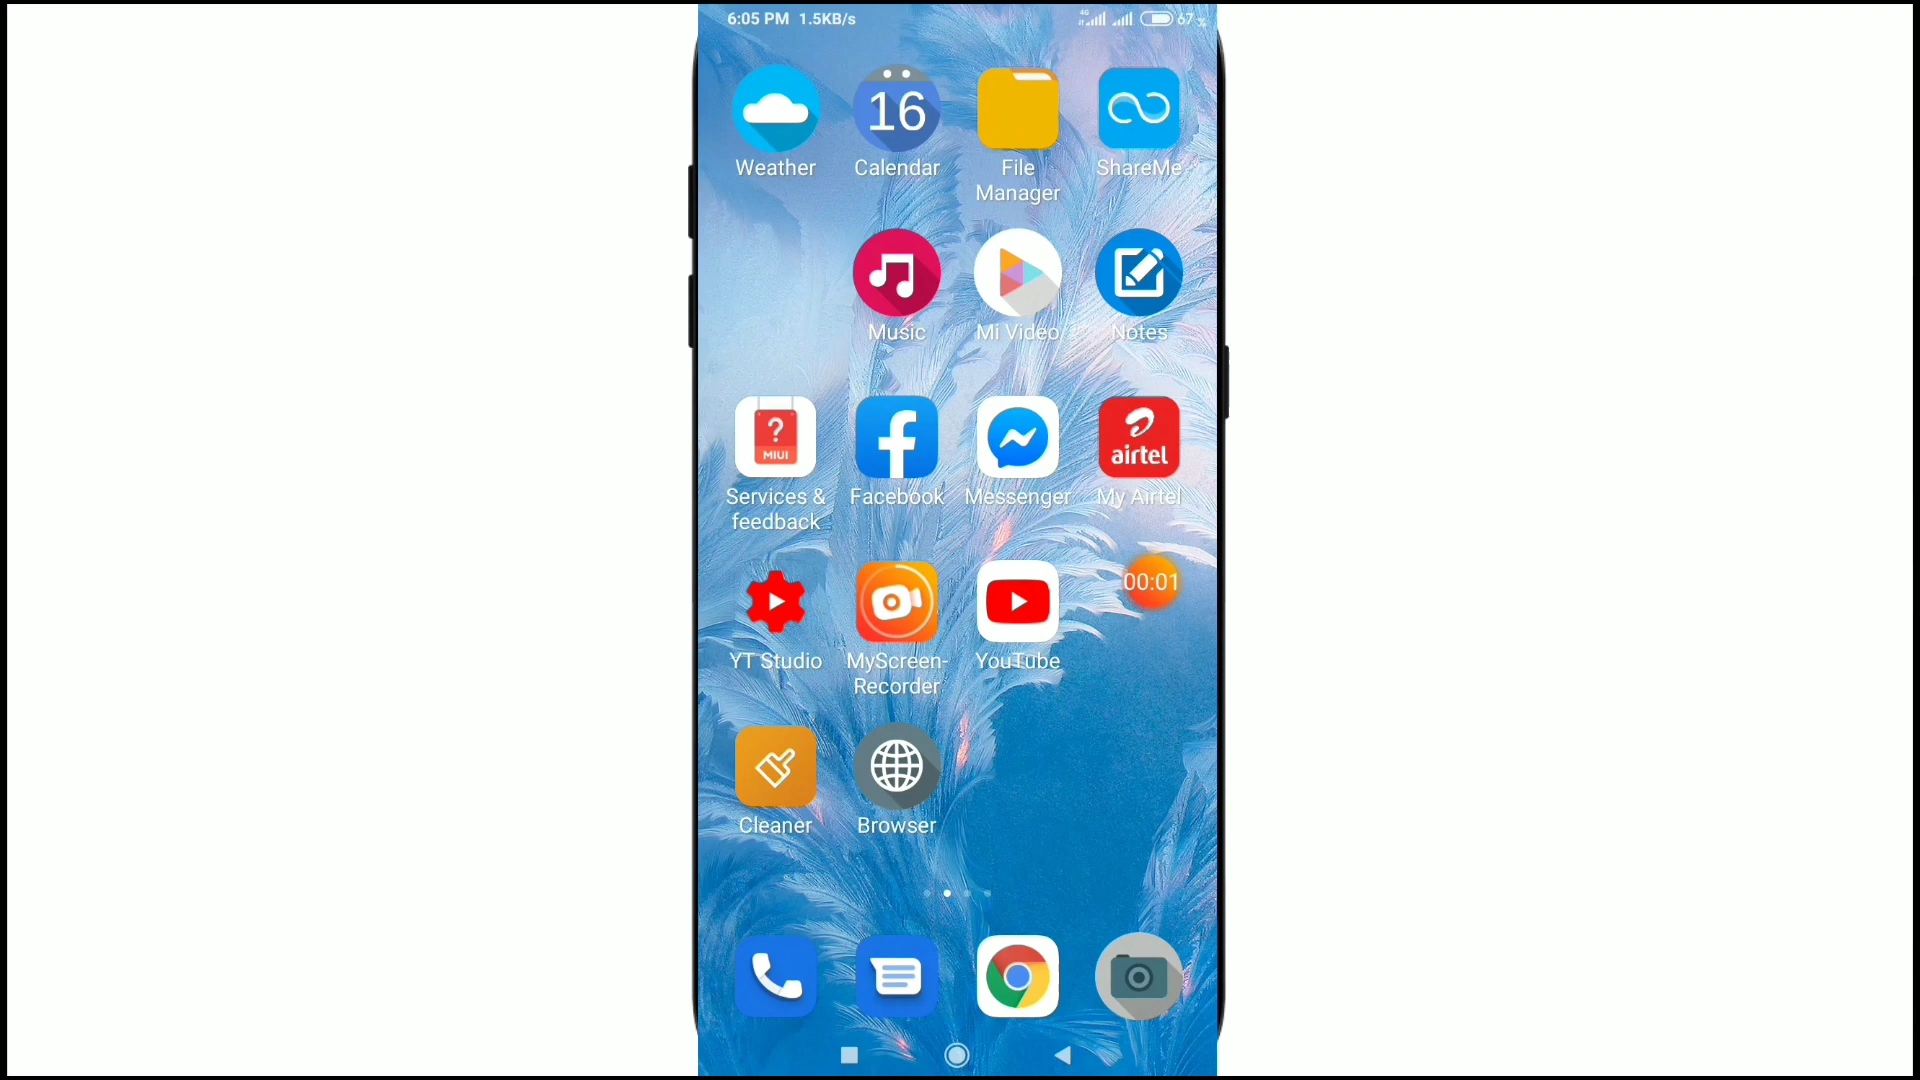 6:05 PM 1.5KB/s
4G
67%
16
Weather
Calendar
File
Manager
ShareMe
Music
Mi Video
Notes
?
MIUI
airtel
Services &
feedback
Facebook
Messenger
My Airtel
00:01
YT Studio
MyScreen-
Recorder
YouTube
Cleaner
Browser